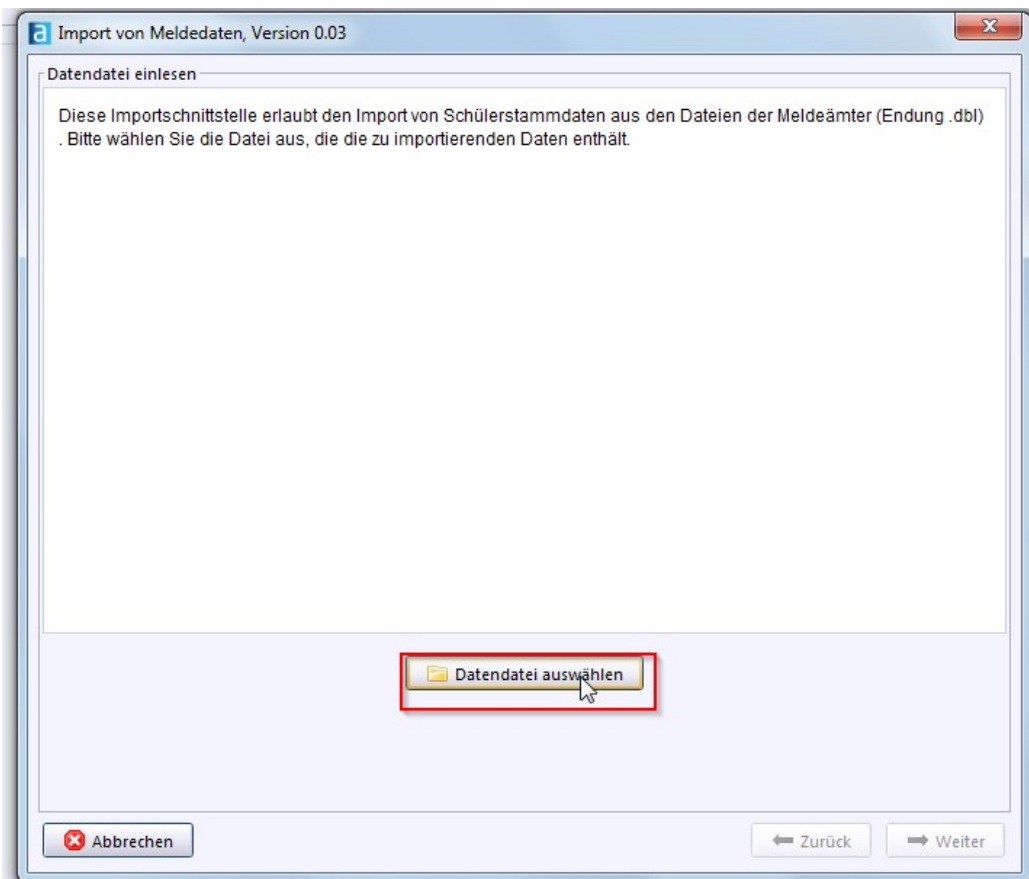 Import von Meldedaten, Version 0.03
Datendatei einlesen
Diese Importschnittstelle erlaubt den Import von Schülerstammdaten aus den Dateien der Meldeämter (Endung .dbl)
. Bitte wählen Sie die Datei aus, die die zu importierenden Daten enthält.
Datendatei auswählen
Abbrechen
Zurück
Weiter